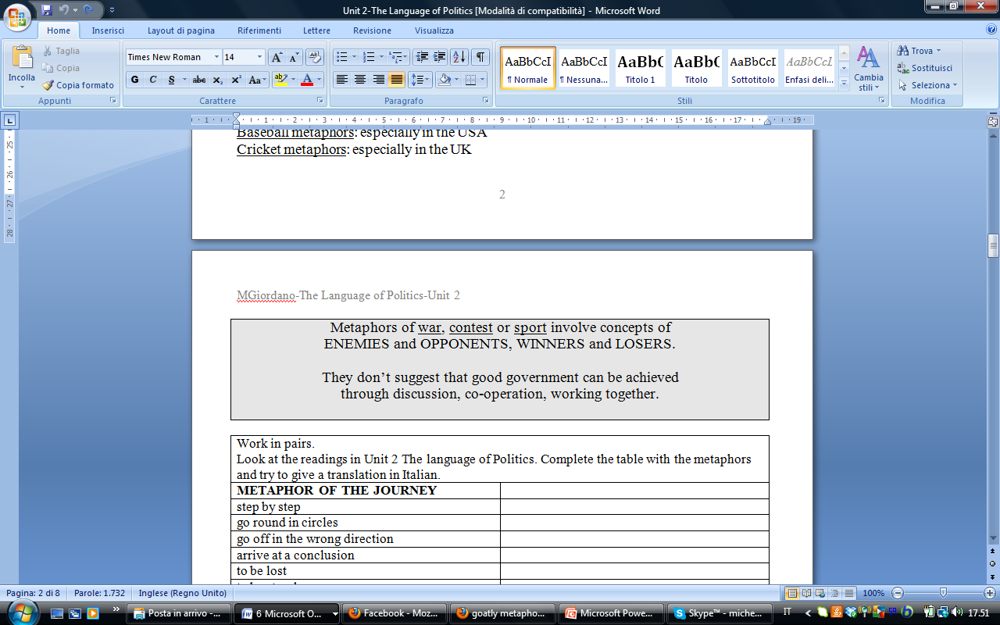 Unit 2-The Language of Politics [Modalità di compatibilità] - Microsoft Word
Home Inserisci Layout di pagina Riferimenti Lettere Revisione Visualizza
Incolla
Taglia
Copia
Copia formato
Appunti
Times New Roman 14
G C S abc X₂ X² Aa
Carattere
Paragrafo
AaBbCcI AaBbCcI AaBb( AaBb( AaBbCcI AaBbCcI
¶ Normale ¶ Nessuna... Titolo 1 Titolo Sottotitolo Enfasi deli...
Stili
Cambia
stili
Trova
Sostituisci
Seleziona
Modifica
1 1 2 3 4 5 6 7 8 9 10 11 12 13 14 15 16 17 19
25
26
27
28
Baseball metaphors: especially in the USA
Cricket metaphors: especially in the UK
2
MGiordano-The Language of Politics-Unit 2
Metaphors of war, contest or sport involve concepts of
ENEMIES and OPPONENTS, WINNERS and LOSERS.
They don’t suggest that good government can be achieved
through discussion, co-operation, working together.
Work in pairs.
Look at the readings in Unit 2 The language of Politics. Complete the table with the metaphors
and try to give a translation in Italian.
METAPHOR OF THE JOURNEY
step by step
go round in circles
go off in the wrong direction
arrive at a conclusion
to be lost
Pagina: 2 di 8 Parole: 1.732 Inglese (Regno Unito) 100%
Posta in arrivo -... 6 Microsoft O... Facebook - Moz... goatly metapho... Microsoft Powe... Skype™ - miche... IT 17.51